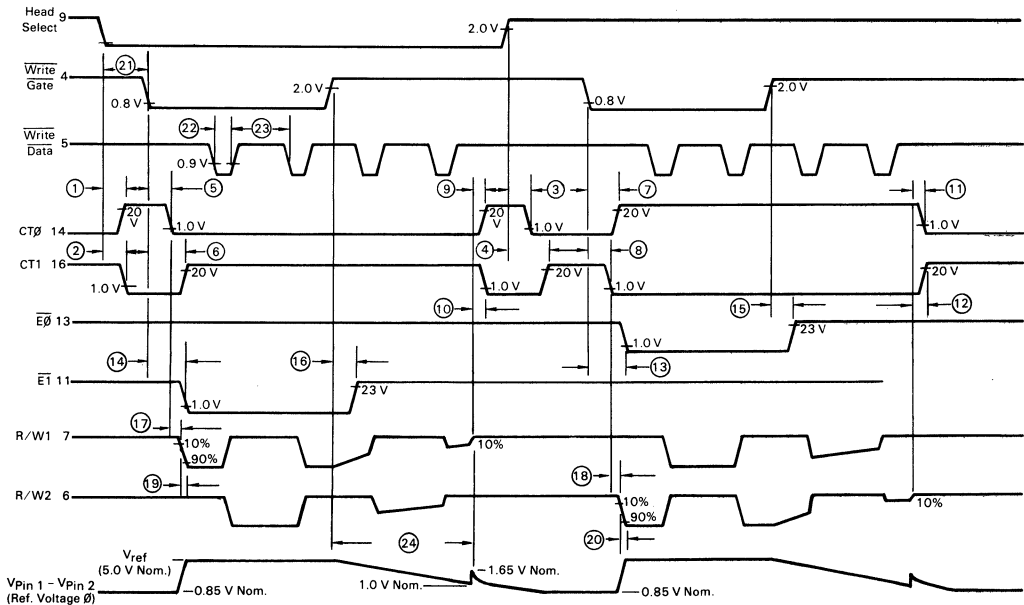 Head Select 9
2.0 V
21
Write Gate 4
0.8 V
2.0 V
0.8 V
2.0 V
22
23
Write Data 5
0.9 V
1
5
9
3
7
11
20 V
1.0 V
20 V
1.0 V
20 V
1.0 V
CTØ 14
2
6
4
8
CT1 16
1.0 V
20 V
1.0 V
20 V
1.0 V
20 V
10
15
12
EØ 13
1.0 V
23 V
14
16
13
E1 11
1.0 V
23 V
17
R/W1 7
10%
90%
10%
19
18
R/W2 6
10%
90%
10%
24
20
Vref
(5.0 V Nom.)
1.65 V Nom.
1.0 V Nom.
VPin 1 – VPin 2
(Ref. Voltage Ø)
0.85 V Nom.
0.85 V Nom.